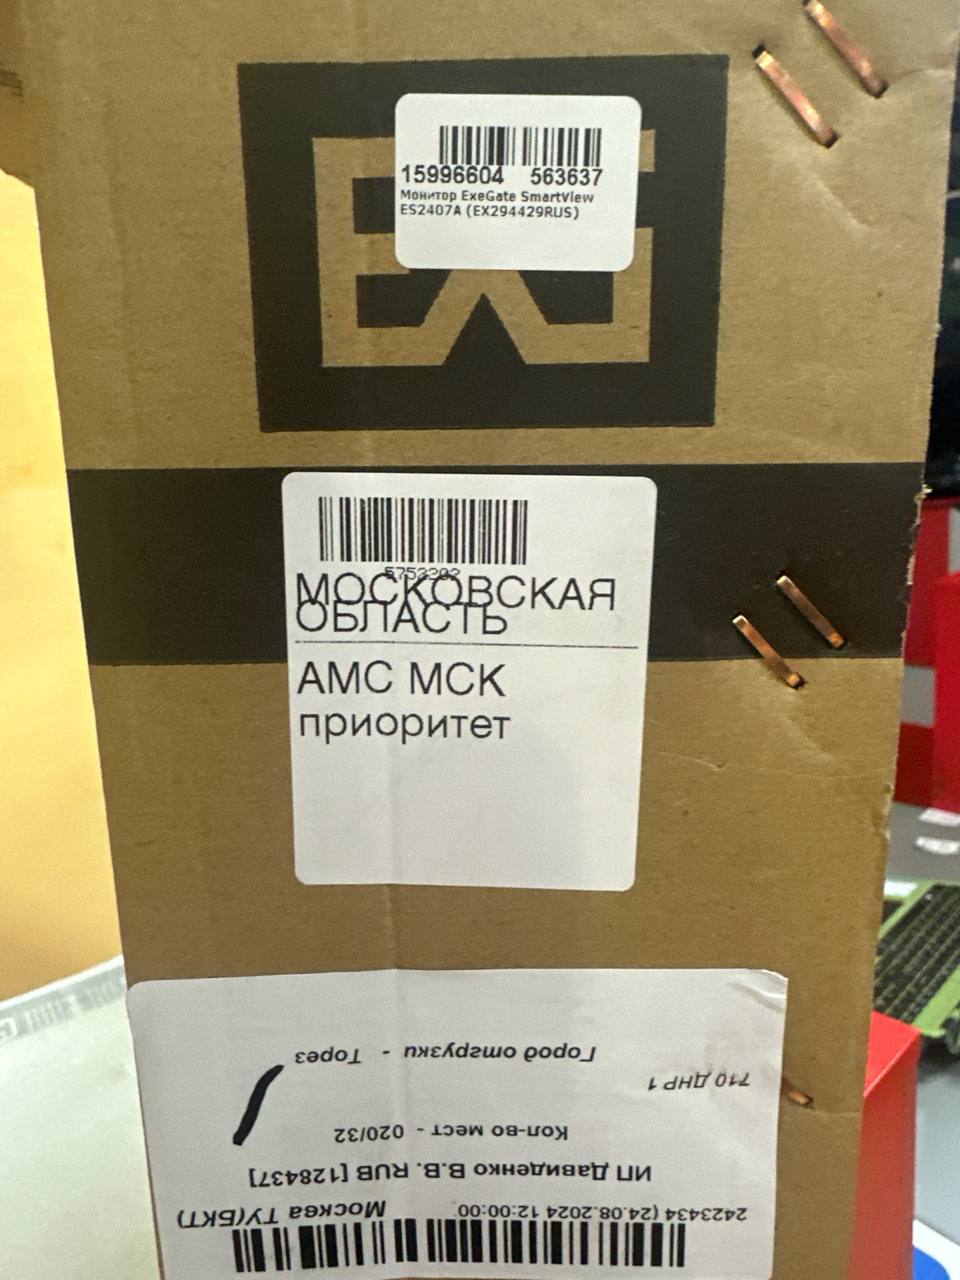 15996604 563637
Монитор ExeGate SmartView
ES2407A (EX294429RUS)
МОСКОВСКАЯ
ОБЛАСТЬ
АМС МСК
приоритет
2423434 (24.08.2024 12:00:00) Москва ТУ(БКТ)
ИП Давиденко В.В. RUB [128437]
Кол-во мест - 020/32
710 ДНР 1
Город отгрузки - Торез